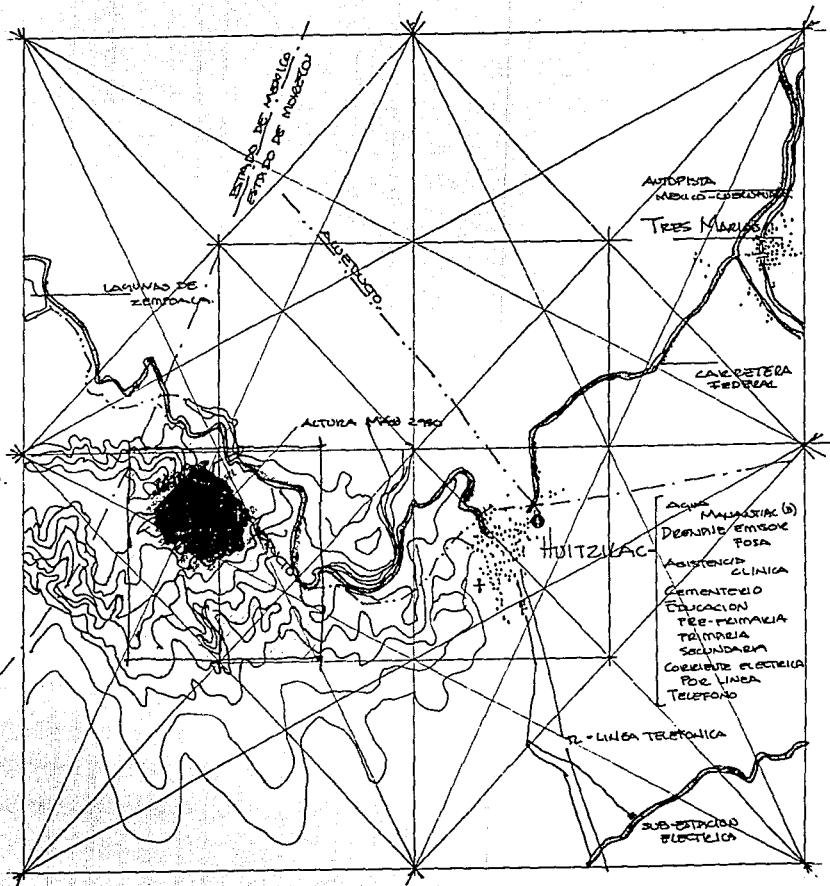 ESTADO DE MEXICO
ESTADO DE MORELOS
AUTOPISTA
MEXICO-CUERNAVACA
TRES MARIAS
ACUEDUCTO
LAGUNAS DE
ZEMPOALA
CARRETERA
FEDERAL
ALTURA MAX 2980
HUITZILAC
AGUA
MANANTIAL (3)
DRENAJE EMISOR
FOSA
ASISTENCIA
CLINICA
CEMENTERIO
EDUCACION
PRE-PRIMARIA
PRIMARIA
SECUNDARIA
CORRIENTE ELECTRICA
POR LINEA
TELEFONO
TL - LINEA TELEFONICA
SUB-ESTACION
ELECTRICA